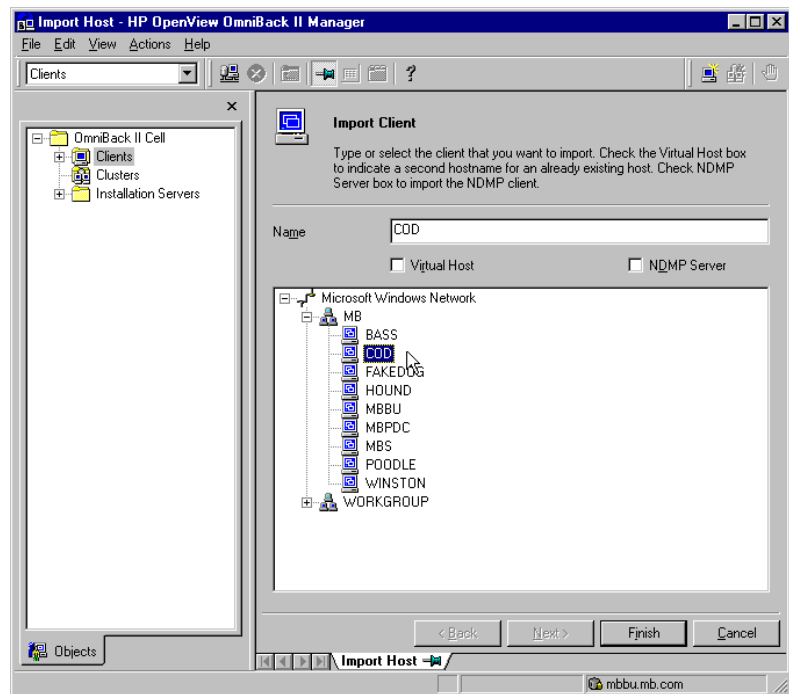 Import Host - HP OpenView OmniBack II Manager
File Edit View Actions Help
Clients
OmniBack II Cell
Clients
Clusters
Installation Servers
Objects
Import Client
Type or select the client that you want to import. Check the Virtual Host box
to indicate a second hostname for an already existing host. Check NDMP
Server box to import the NDMP client.
Name COD
Virtual Host NDMP Server
Microsoft Windows Network
MB
BASS
COD
FAKEDOG
HOUND
MBBU
MBPDC
MBS
POODLE
WINSTON
WORKGROUP
< Back Next > Finish Cancel
Import Host
mbbu.mb.com